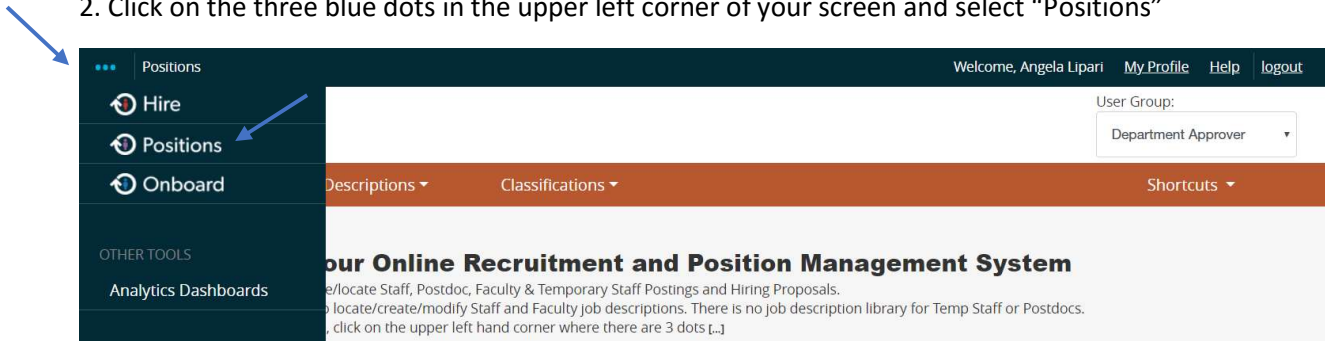 2. Click on the three blue dots in the upper left corner of your screen and select “Positions”
Positions Welcome, Angela Lipari My Profile Help logout
Hire
User Group:
Positions
Department Approver
Onboard
Descriptions Classifications Shortcuts
OTHER TOOLS
our Online Recruitment and Position Management System
e/locate Staff, Postdoc, Faculty & Temporary Staff Postings and Hiring Proposals.
Analytics Dashboards
locate/create/modify Staff and Faculty job descriptions. There is no job description library for Temp Staff or Postdocs.
, click on the upper left hand corner where there are 3 dots [...]